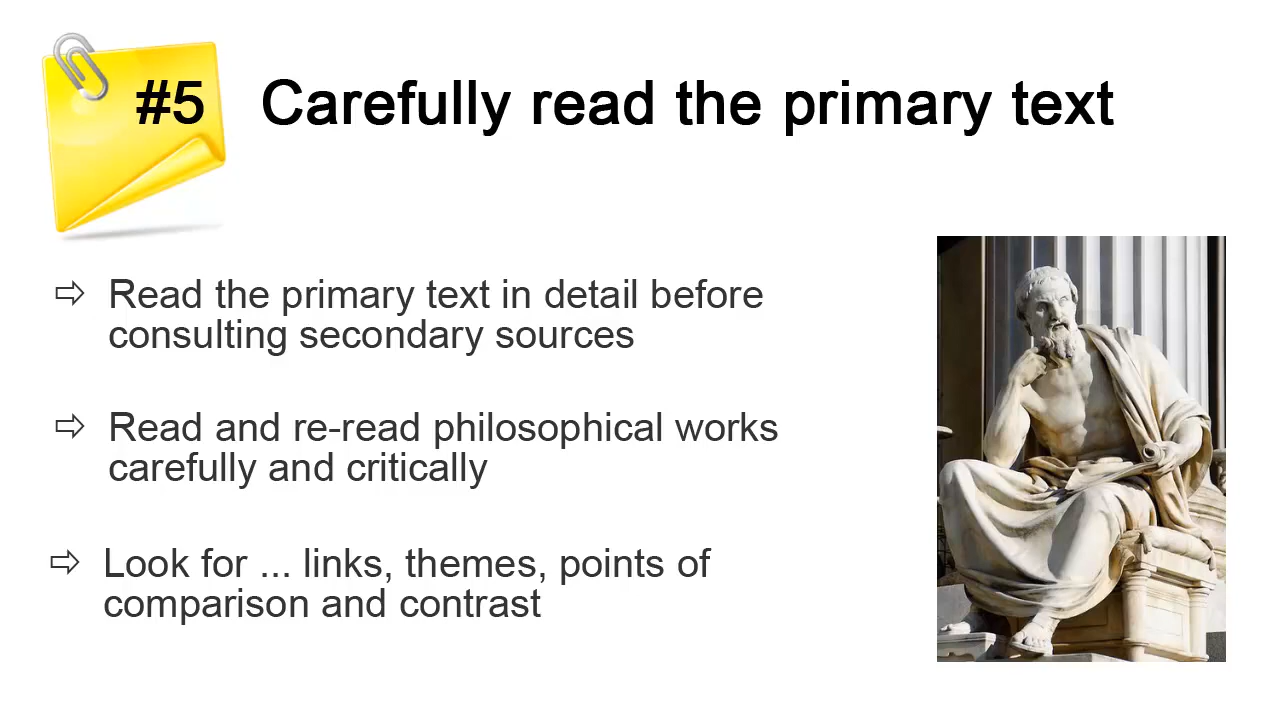 #5 Carefully read the primary text
⇨ Read the primary text in detail before
consulting secondary sources
⇨ Read and re-read philosophical works
carefully and critically
⇨ Look for ... links, themes, points of
comparison and contrast